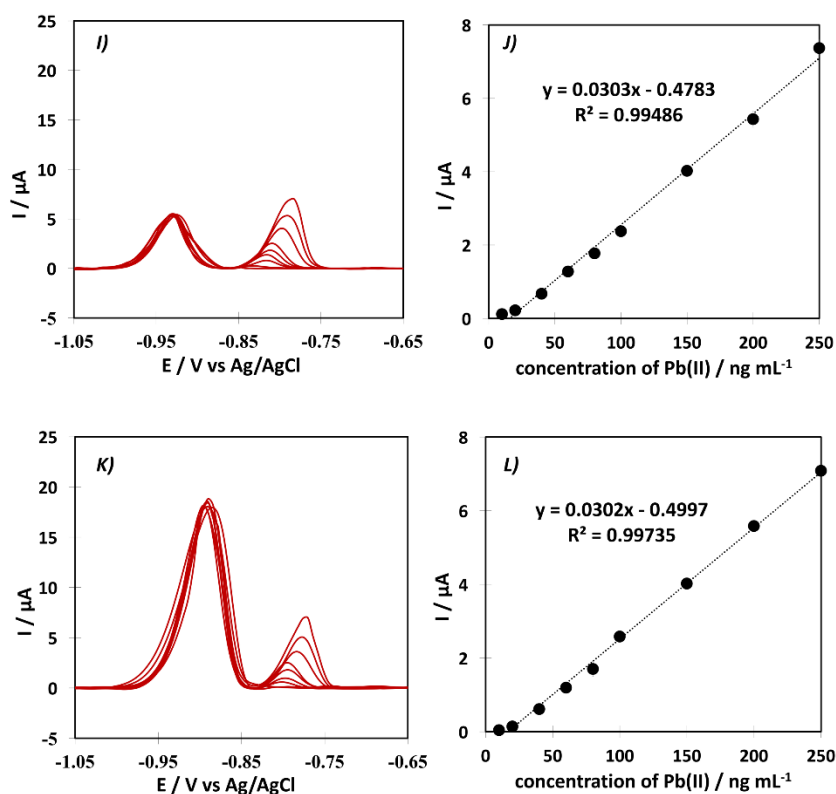 I)
25
20
15
10
5
0
-5
I / µA
-1.05 -0.95 -0.85 -0.75 -0.65
E / V vs Ag/AgCl
J)
8
6
4
2
0
I / µA
y = 0.0303x - 0.4783
R² = 0.99486
0 50 100 150 200 250
concentration of Pb(II) / ng mL⁻¹
K)
25
20
15
10
5
0
-5
I / µA
-1.05 -0.95 -0.85 -0.75 -0.65
E / V vs Ag/AgCl
L)
8
6
4
2
0
I / µA
y = 0.0302x - 0.4997
R² = 0.99735
0 50 100 150 200 250
concentration of Pb(II) / ng mL⁻¹